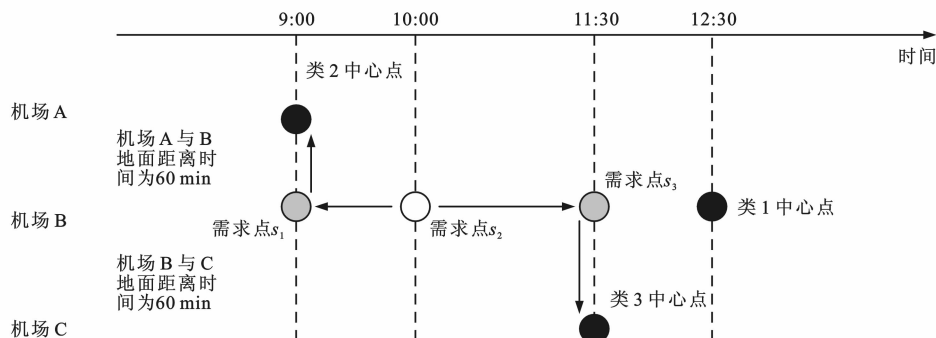 9:00 10:00 11:30 12:30
时间
类2中心点
机场A
机场A与B
地面距离时
间为60 min
需求点s₃
类1中心点
机场B
需求点s₁
需求点s₂
机场B与C
地面距离时
间为60 min
类3中心点
机场C